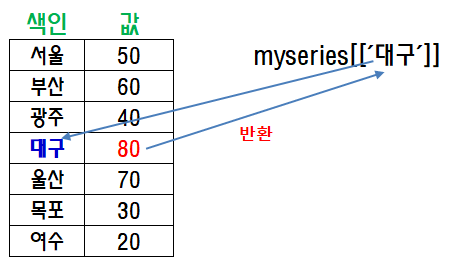 색인 값
서울 50
부산 60
광주 40
대구 80
울산 70
목포 30
여수 20
myseries[['대구']]
반환